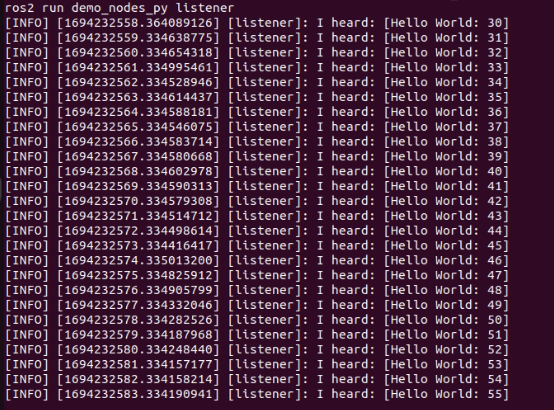 ros2 run demo_nodes_py listener
[INFO] [1694232558.364089126] [listener]: I heard: [Hello World: 30]
[INFO] [1694232559.334638775] [listener]: I heard: [Hello World: 31]
[INFO] [1694232560.334654318] [listener]: I heard: [Hello World: 32]
[INFO] [1694232561.334995461] [listener]: I heard: [Hello World: 33]
[INFO] [1694232562.334528946] [listener]: I heard: [Hello World: 34]
[INFO] [1694232563.334614437] [listener]: I heard: [Hello World: 35]
[INFO] [1694232564.334588181] [listener]: I heard: [Hello World: 36]
[INFO] [1694232565.335546075] [listener]: I heard: [Hello World: 37]
[INFO] [1694232566.334583714] [listener]: I heard: [Hello World: 38]
[INFO] [1694232567.334580668] [listener]: I heard: [Hello World: 39]
[INFO] [1694232568.334602978] [listener]: I heard: [Hello World: 40]
[INFO] [1694232569.334590313] [listener]: I heard: [Hello World: 41]
[INFO] [1694232570.334579308] [listener]: I heard: [Hello World: 42]
[INFO] [1694232571.334514712] [listener]: I heard: [Hello World: 43]
[INFO] [1694232572.334498614] [listener]: I heard: [Hello World: 44]
[INFO] [1694232573.334416417] [listener]: I heard: [Hello World: 45]
[INFO] [1694232574.335013200] [listener]: I heard: [Hello World: 46]
[INFO] [1694232575.334825912] [listener]: I heard: [Hello World: 47]
[INFO] [1694232576.334905799] [listener]: I heard: [Hello World: 48]
[INFO] [1694232577.334332046] [listener]: I heard: [Hello World: 49]
[INFO] [1694232578.334282526] [listener]: I heard: [Hello World: 50]
[INFO] [1694232579.334187968] [listener]: I heard: [Hello World: 51]
[INFO] [1694232580.334248440] [listener]: I heard: [Hello World: 52]
[INFO] [1694232581.334157177] [listener]: I heard: [Hello World: 53]
[INFO] [1694232582.334158214] [listener]: I heard: [Hello World: 54]
[INFO] [1694232583.334190941] [listener]: I heard: [Hello World: 55]